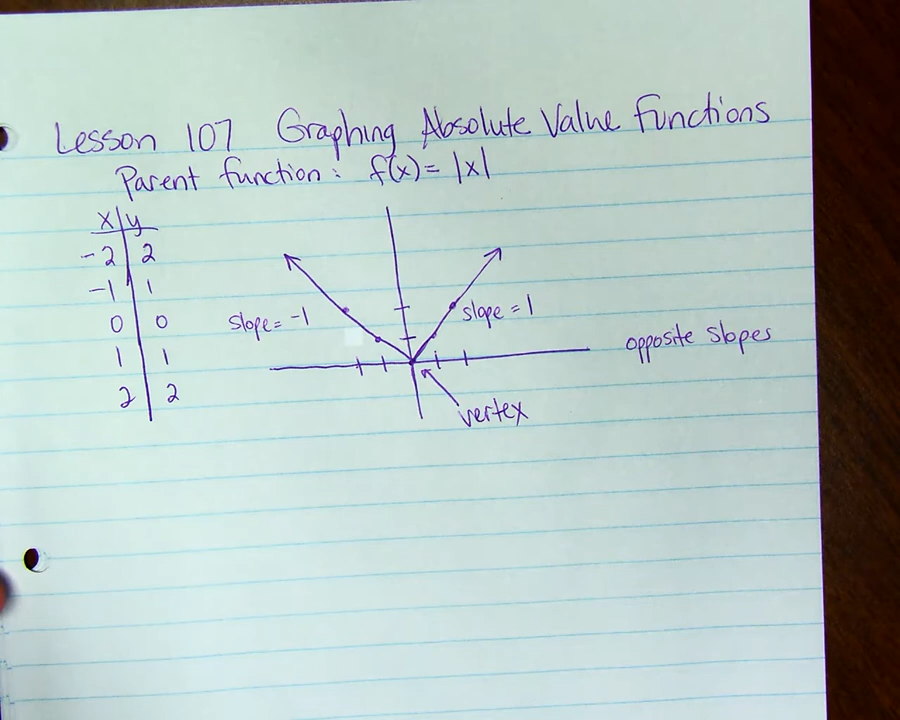 Lesson 107 Graphing Absolute Value Functions
Parent function: f(x) = |x|
x y
-2 2
-1 1
0 0
1 1
2 2
slope = -1
slope = 1
opposite slopes
vertex